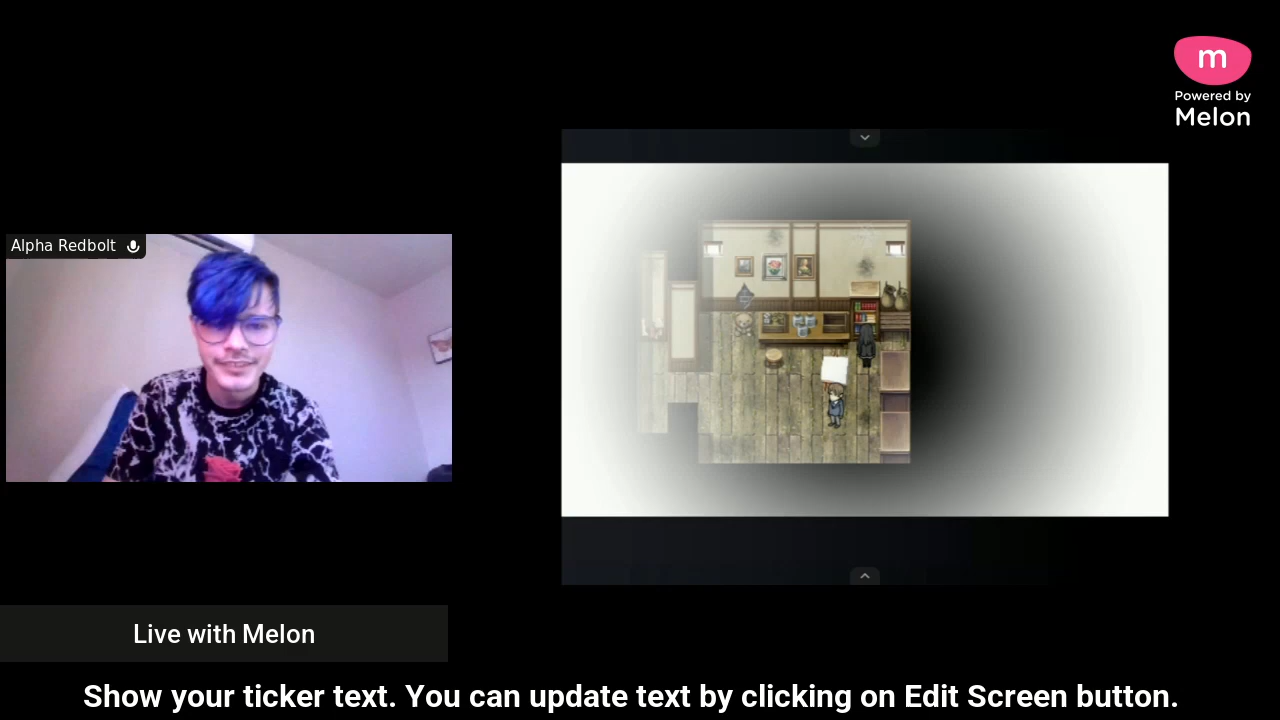 m
Powered by
Melon
Alpha Redbolt
Live with Melon
Show your ticker text. You can update text by clicking on Edit Screen button.